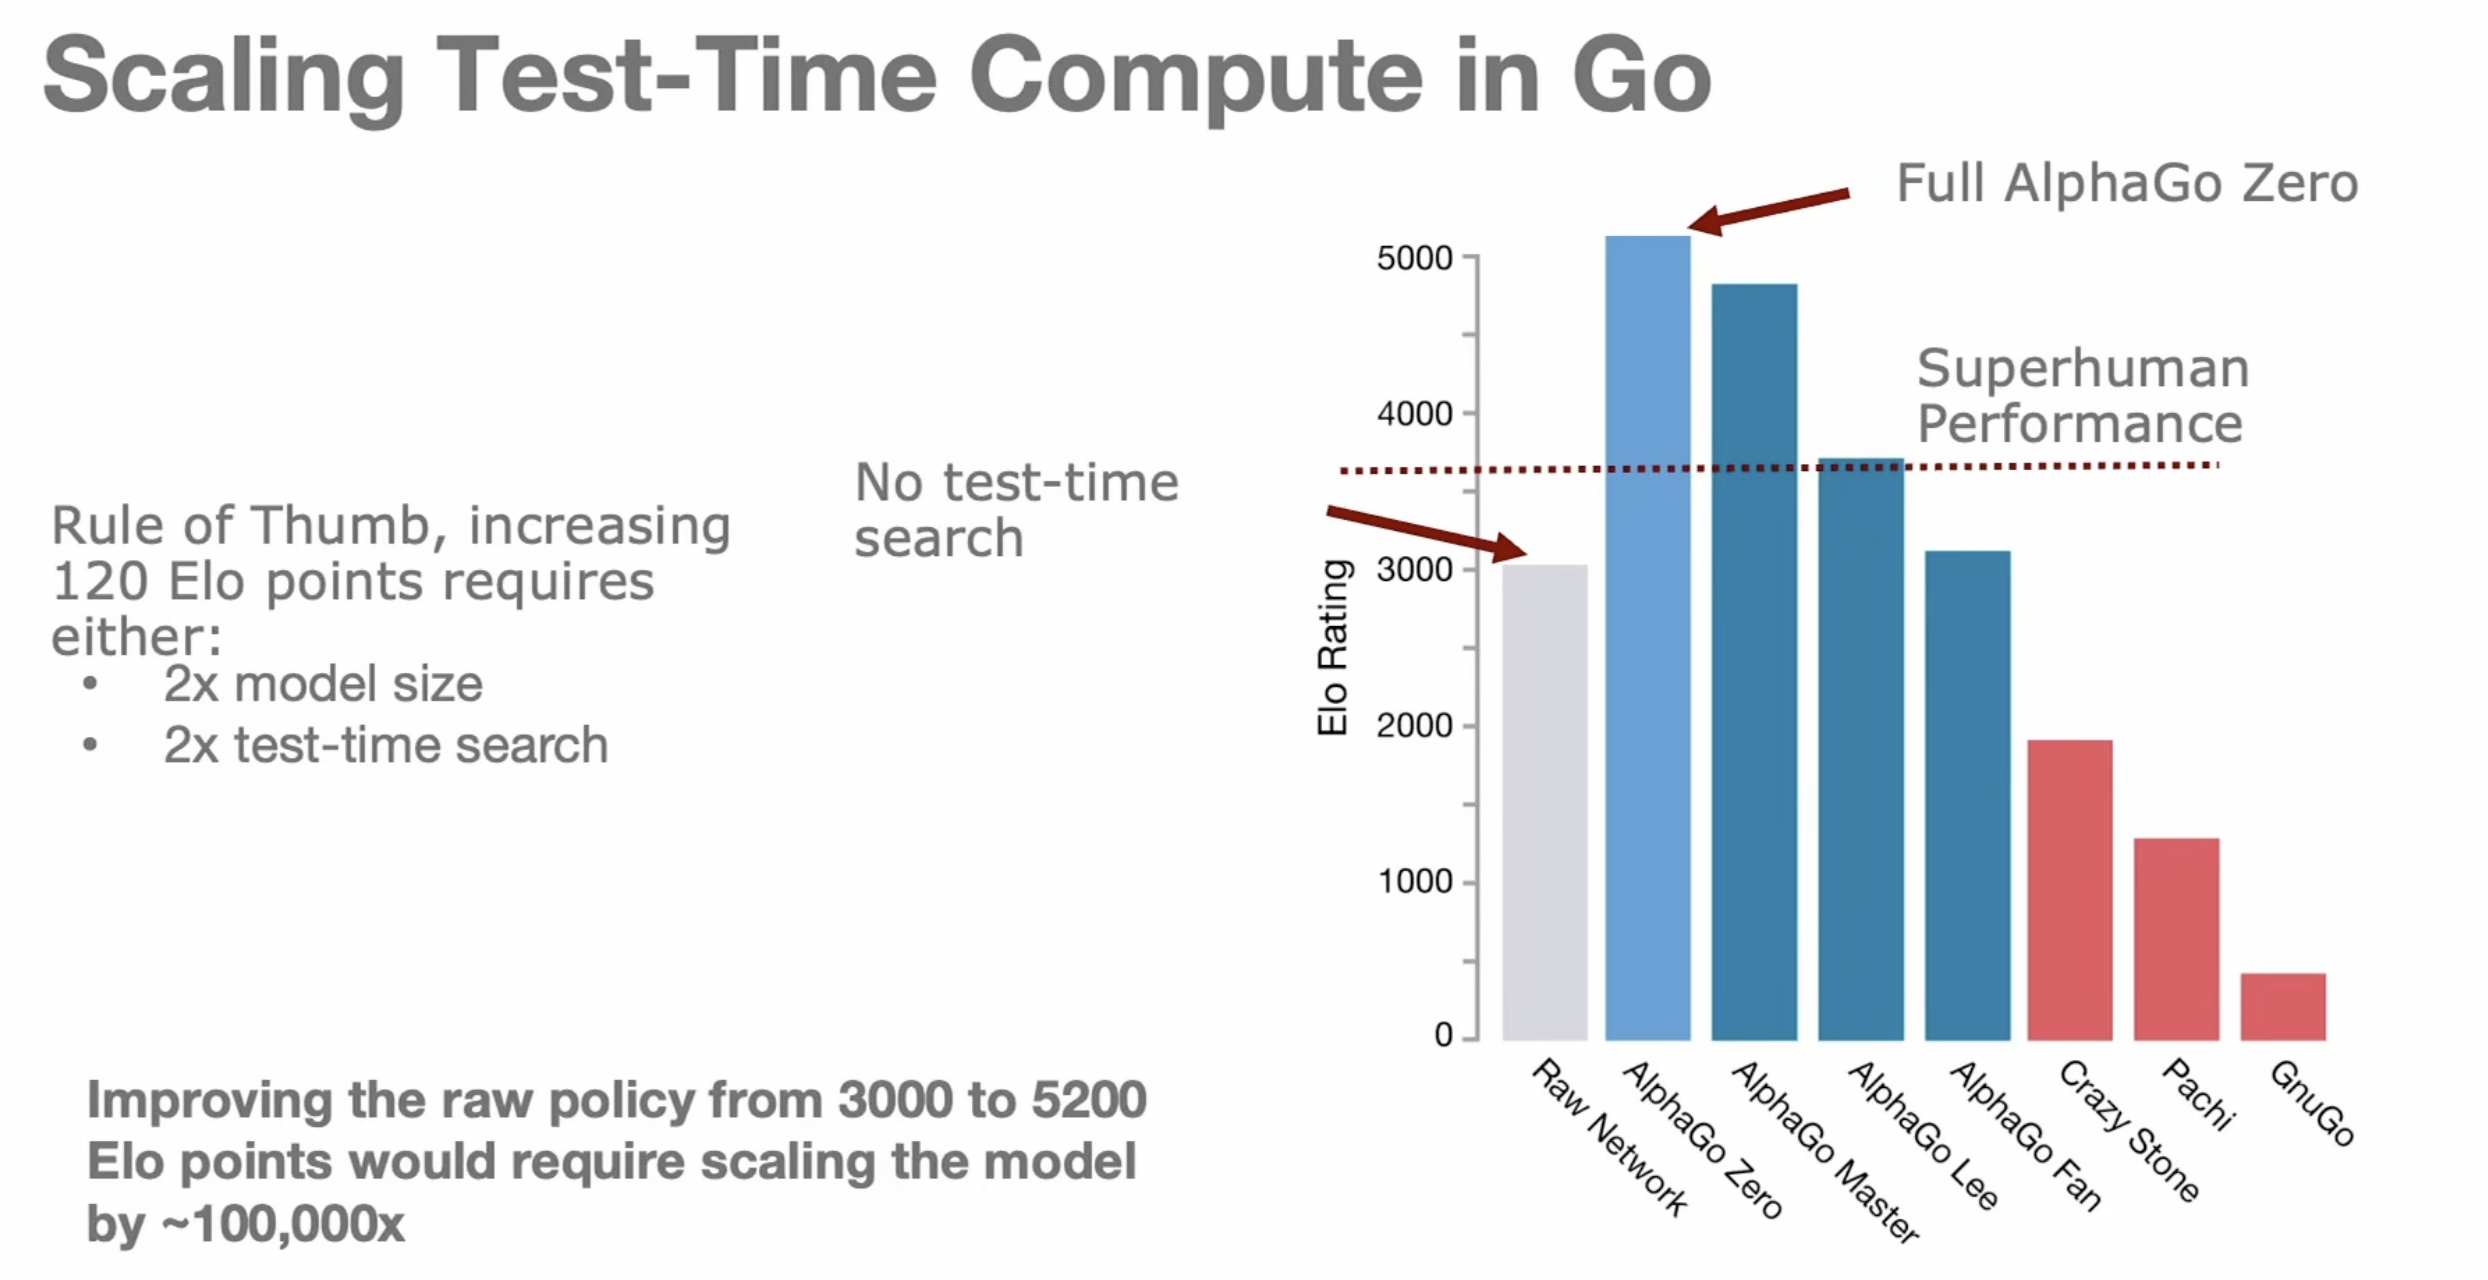 Scaling Test-Time Compute in Go
Rule of Thumb, increasing
120 Elo points requires
either:
• 2x model size
• 2x test-time search
Improving the raw policy from 3000 to 5200
Elo points would require scaling the model
by ~100,000x
No test-time
search
Full AlphaGo Zero
Superhuman
Performance
Elo Rating
5000
4000
3000
2000
1000
0
Raw Network
AlphaGo Zero
AlphaGo Master
AlphaGo Lee
AlphaGo Fan
Crazy Stone
Pachi
GnuGo